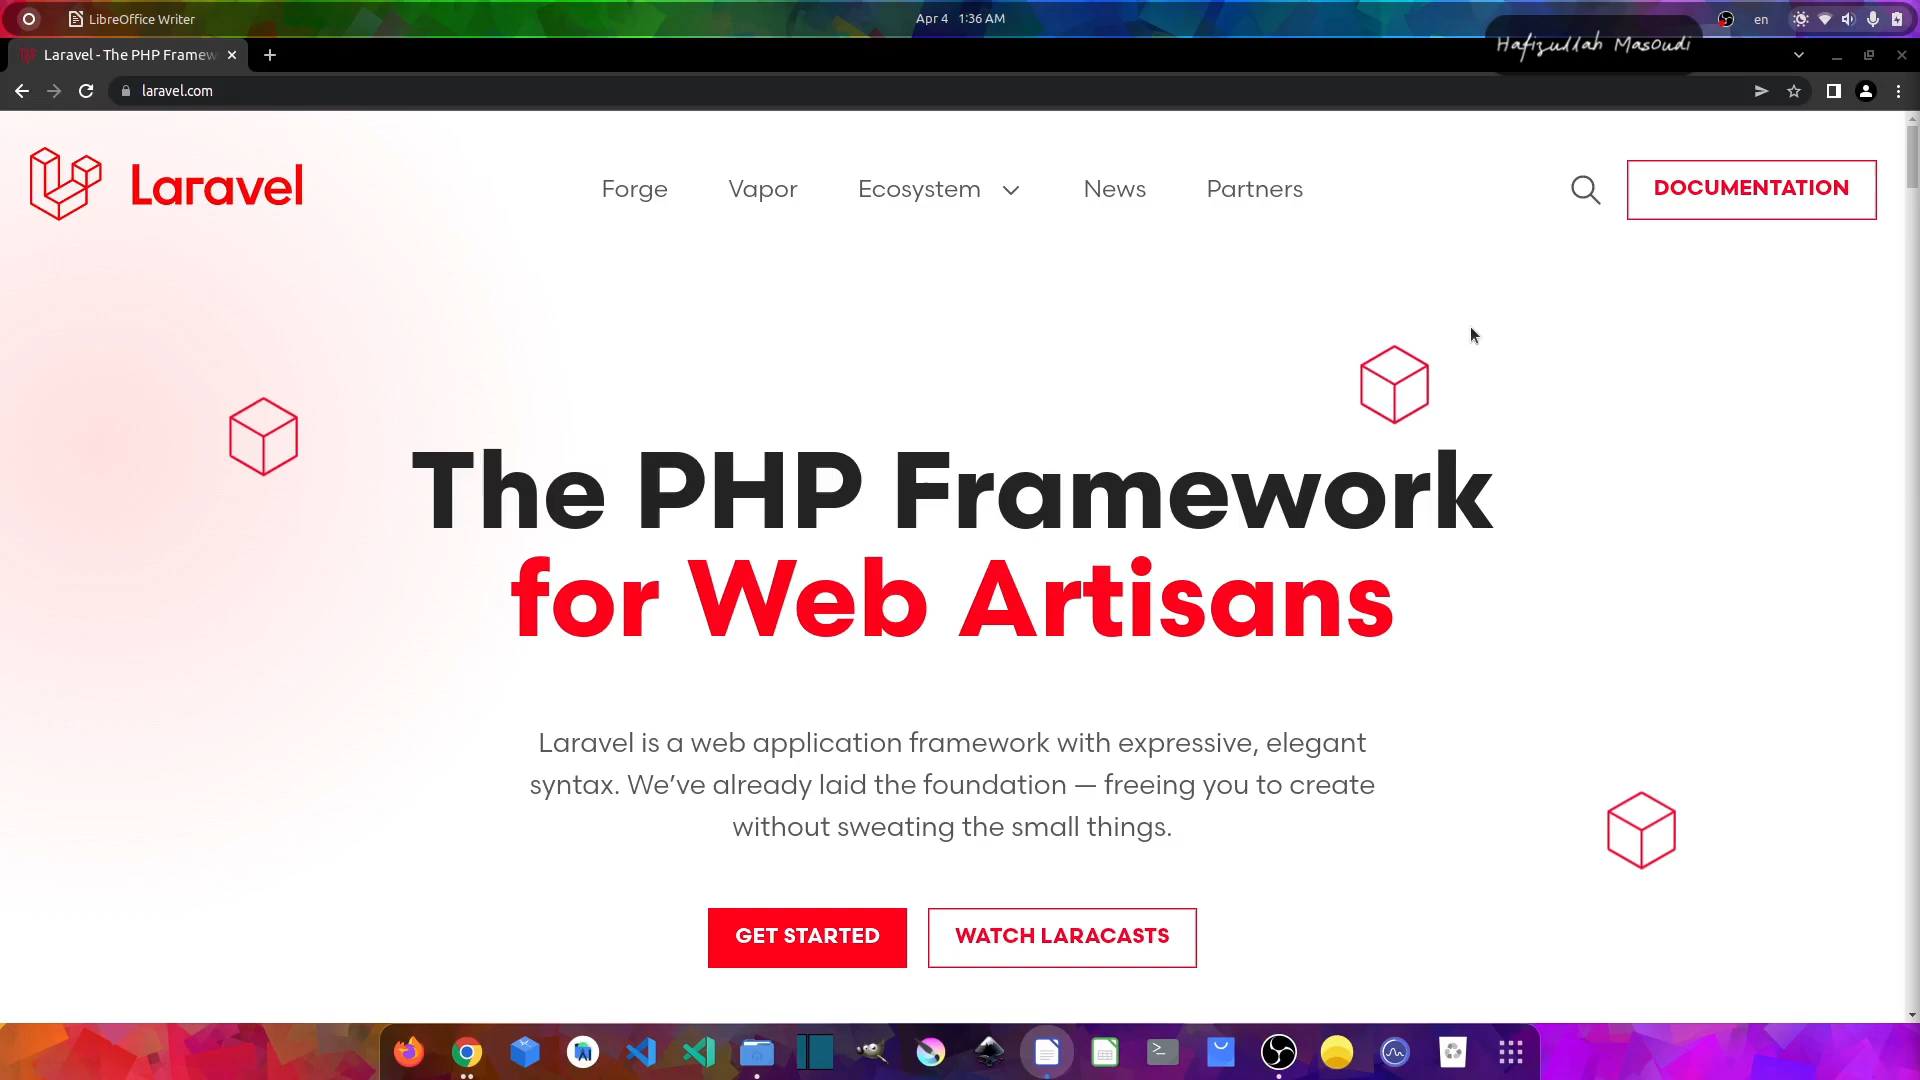 LibreOffice Writer
Apr 4 1:36 AM
en
Hafizullah Masoudi
Laravel - The PHP Framew
laravel.com
Laravel
Forge
Vapor
Ecosystem
News
Partners
DOCUMENTATION
The PHP Framework
for Web Artisans
Laravel is a web application framework with expressive, elegant
syntax. We’ve already laid the foundation — freeing you to create
without sweating the small things.
GET STARTED
WATCH LARACASTS